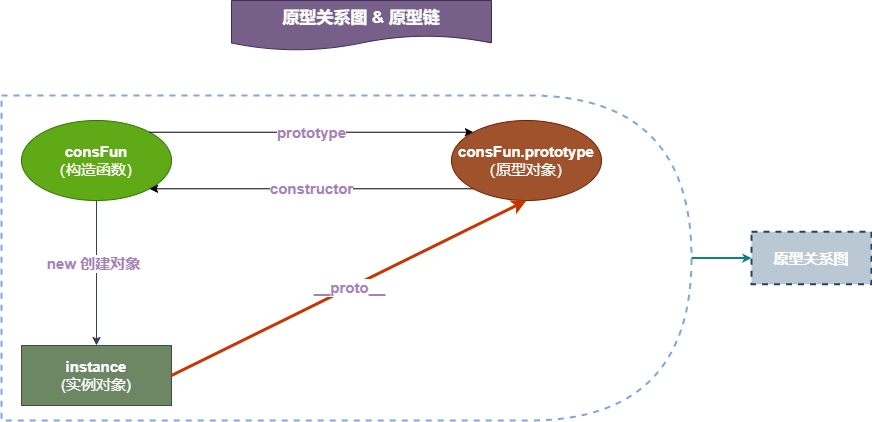 原型关系图 & 原型链
prototype
consFun
(构造函数)
consFun.prototype
(原型对象)
constructor
new 创建对象
原型关系图
__proto__
instance
(实例对象)